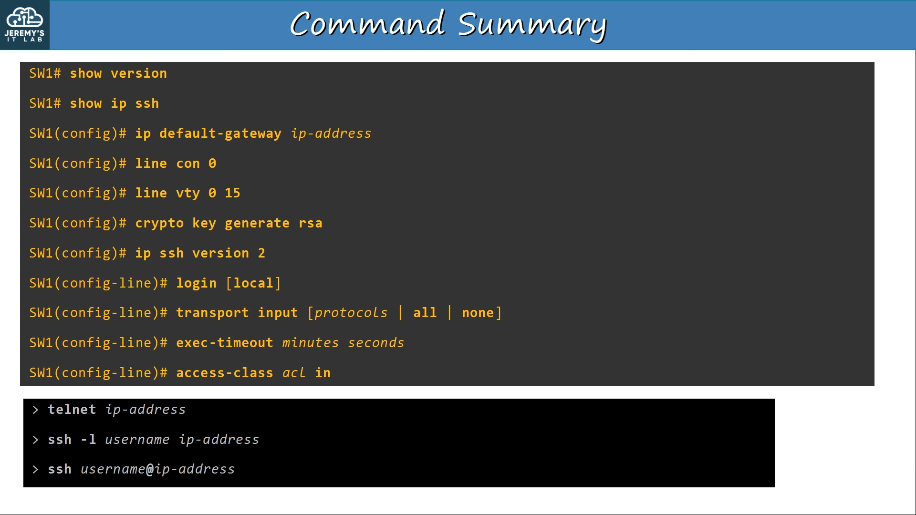 JEREMY'S
IT LAB
Command Summary
SW1# show version
SW1# show ip ssh
SW1(config)# ip default-gateway ip-address
SW1(config)# line con 0
SW1(config)# line vty 0 15
SW1(config)# crypto key generate rsa
SW1(config)# ip ssh version 2
SW1(config-line)# login [local]
SW1(config-line)# transport input [protocols | all | none]
SW1(config-line)# exec-timeout minutes seconds
SW1(config-line)# access-class acl in
> telnet ip-address
> ssh -l username ip-address
> ssh username@ip-address